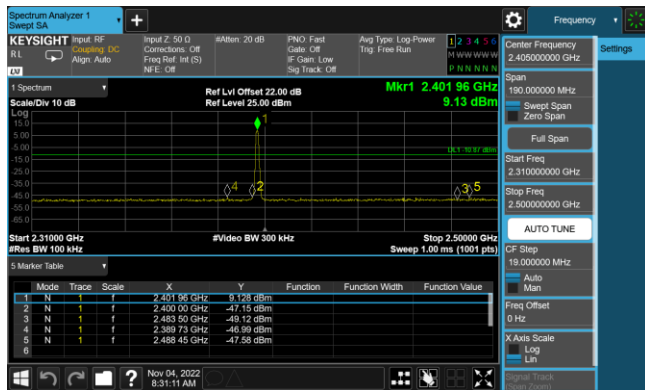 Spectrum Analyzer 1
Swept SA
Frequency
KEYSIGHT
R L
LXI
Input: RF
Coupling: DC
Align: Auto
Input Z: 50 Ω
Corrections: Off
Freq Ref: Int (S)
NFE: Off
#Atten: 20 dB
PNO: Fast
Gate: Off
IF Gain: Low
Sig Track: Off
Avg Type: Log-Power
Trig: Free Run
1 2 3 4 5 6
M W W W W W
P N N N N N
Center Frequency
2.405000000 GHz
Settings
Span
190.000000 MHz
Swept Span
Zero Span
Full Span
Start Freq
2.310000000 GHz
Stop Freq
2.500000000 GHz
AUTO TUNE
CF Step
19.000000 MHz
Auto
Man
Freq Offset
0 Hz
X Axis Scale
Log
Lin
Signal Track
(Span Zoom)
1 Spectrum
Scale/Div 10 dB
Ref Lvl Offset 22.00 dB
Ref Level 25.00 dBm
Mkr1 2.401 96 GHz
9.13 dBm
Log
15.0
5.00
-5.00
-15.0
-25.0
-35.0
-45.0
-55.0
-65.0
1
DL1 -10.87 dBm
4 2 3 5
Start 2.31000 GHz
#Res BW 100 kHz
#Video BW 300 kHz
Stop 2.50000 GHz
Sweep 1.00 ms (1001 pts)
5 Marker Table
Mode Trace Scale X Y Function Function Width Function Value
1 N 1 f 2.401 96 GHz 9.128 dBm
2 N 1 f 2.400 00 GHz -47.15 dBm
3 N 1 f 2.483 50 GHz -49.12 dBm
4 N 1 f 2.389 73 GHz -46.99 dBm
5 N 1 f 2.488 45 GHz -47.58 dBm
6
?
Nov 04, 2022
8:31:11 AM